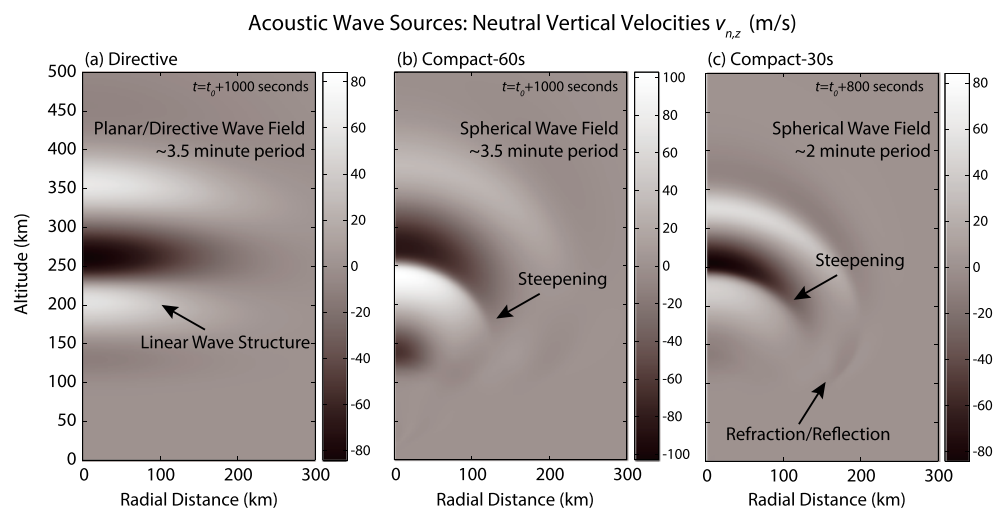 Acoustic Wave Sources: Neutral Vertical Velocities v_n,z (m/s)
(a) Directive
(b) Compact-60s
(c) Compact-30s
500
450
400
350
300
250
200
150
100
50
0
Altitude (km)
t=t_0+1000 seconds
Planar/Directive Wave Field
~3.5 minute period
Linear Wave Structure
0
100
200
300
Radial Distance (km)
80
60
40
20
0
-20
-40
-60
-80
t=t_0+1000 seconds
Spherical Wave Field
~3.5 minute period
Steepening
0
100
200
300
Radial Distance (km)
100
80
60
40
20
0
-20
-40
-60
-80
-100
t=t_0+800 seconds
Spherical Wave Field
~2 minute period
Steepening
Refraction/Reflection
0
100
200
300
Radial Distance (km)
80
60
40
20
0
-20
-40
60
-80